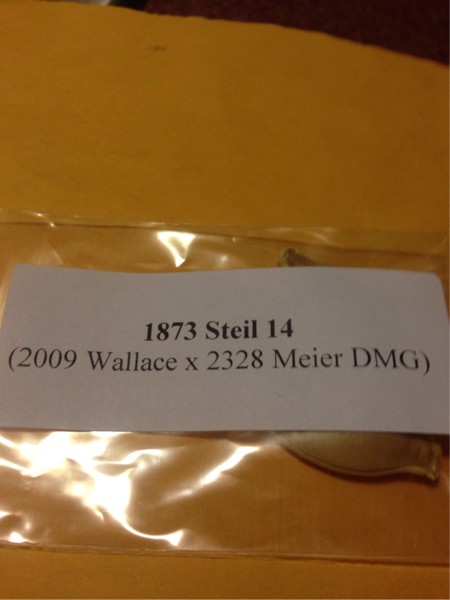 1873 Steil 14
(2009 Wallace x 2328 Meier DMG)